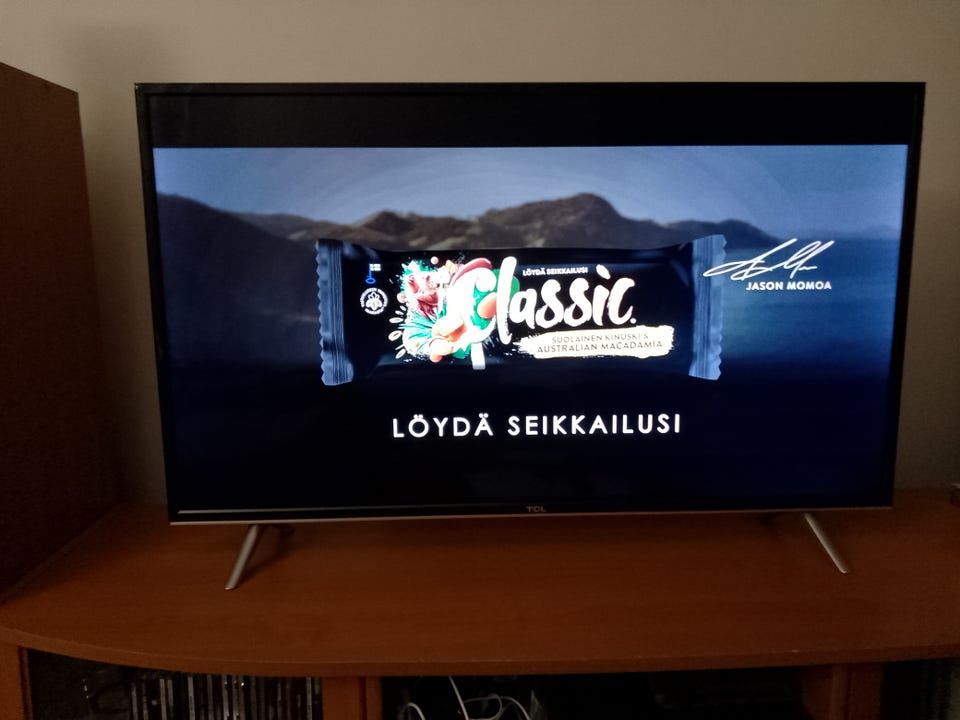 LÖYDÄ SEIKKAILUSI
Classic.
SUOLAINEN KINUSKI &
AUSTRALIAN MACADAMIA
JASON MOMOA
LÖYDÄ SEIKKAILUSI
TCL